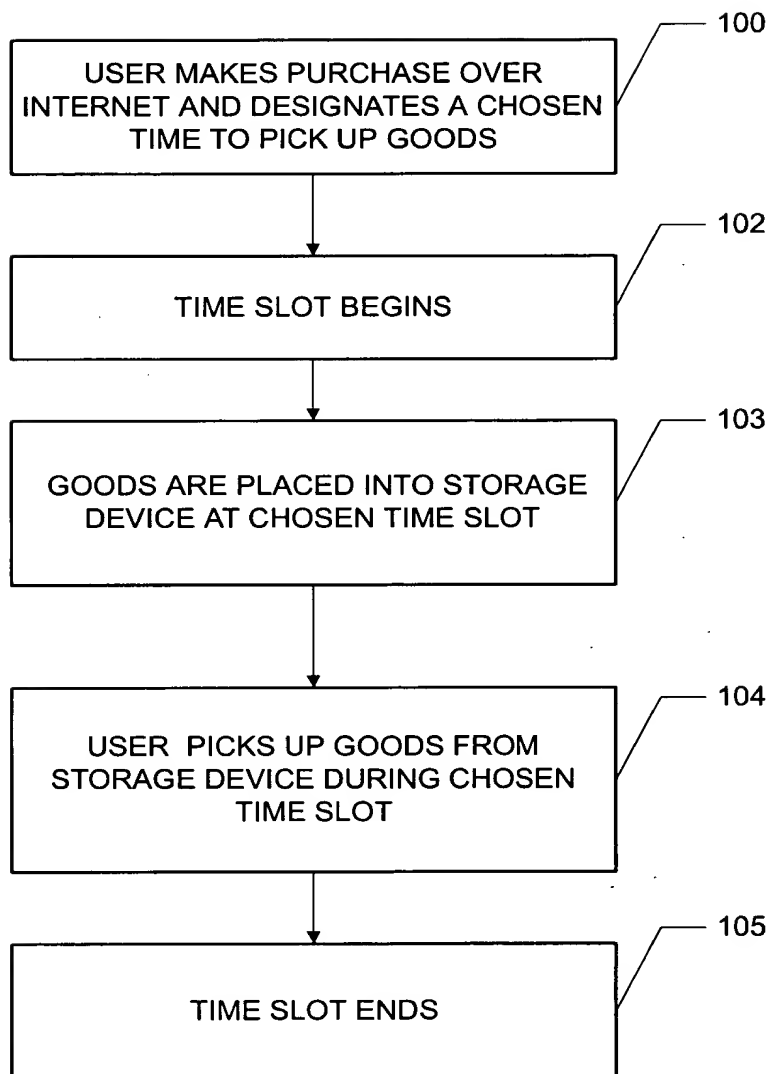 100
USER MAKES PURCHASE OVER
INTERNET AND DESIGNATES A CHOSEN
TIME TO PICK UP GOODS
102
TIME SLOT BEGINS
103
GOODS ARE PLACED INTO STORAGE
DEVICE AT CHOSEN TIME SLOT
104
USER PICKS UP GOODS FROM
STORAGE DEVICE DURING CHOSEN
TIME SLOT
105
TIME SLOT ENDS